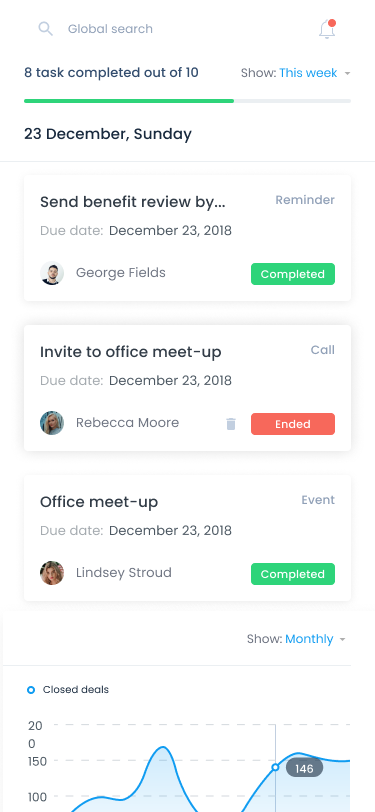 Global search
8 task completed out of 10
Show: This week
23 December, Sunday
Send benefit review by...
Reminder
Due date: December 23, 2018
George Fields
Completed
Invite to office meet-up
Call
Due date: December 23, 2018
Rebecca Moore
Ended
Office meet-up
Event
Due date: December 23, 2018
Lindsey Stroud
Completed
Show: Monthly
Closed deals
20
0
150
146
100